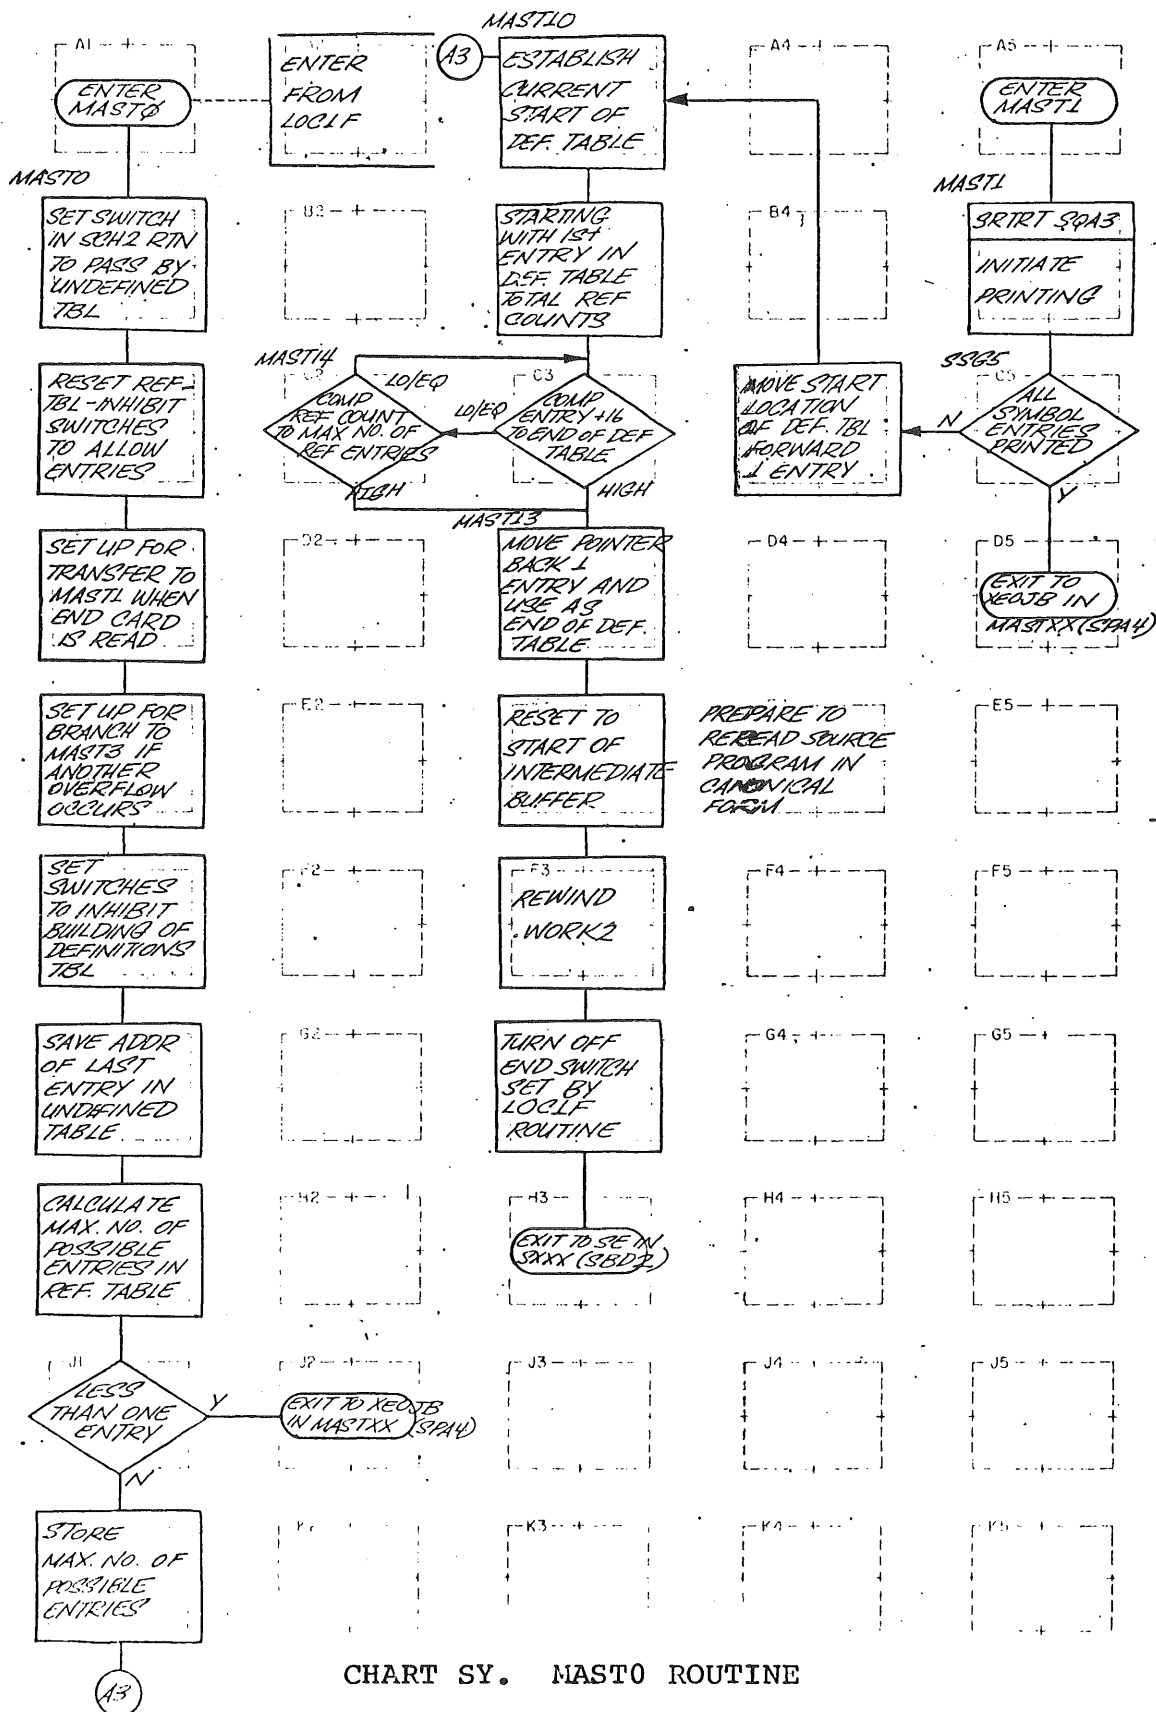 MAST10
A1
ENTER
MASTØ
ENTER
FROM
LOC1F
A3
ESTABLISH
CURRENT
START OF
DEF. TABLE
A4
A5
ENTER
MAST1
MAST0
SET SWITCH
IN SCH2 RTN
TO PASS BY
UNDEFINED
TBL
B2
STARTING
WITH 1st
ENTRY IN
DEF. TABLE
TOTAL REF
COUNTS
B4
MAST1
SRTRT SQA3
INITIATE
PRINTING
RESET REF-
TBL-INHIBIT
SWITCHES
TO ALLOW
ENTRIES
MAST14
C2
COMP
REF COUNT
TO MAX NO. OF
REF ENTRIES
LO/EQ
HIGH
LO/EQ
C3
COMP
ENTRY +16
TO END OF DEF
TABLE
HIGH
MOVE START
LOCATION
OF DEF. TBL
FORWARD
1 ENTRY
N
SSG5
C5
ALL
SYMBOL
ENTRIES
PRINTED
Y
SET UP FOR
TRANSFER TO
MAST1 WHEN
END CARD
IS READ
D2
MAST13
MOVE POINTER
BACK 1
ENTRY AND
USE AS
END OF DEF.
TABLE
D4
D5
EXIT TO
XEOJB IN
MASTXX (SPA4)
SET UP FOR
BRANCH TO
MAST3 IF
ANOTHER
OVERFLOW
OCCURS
E2
RESET TO
START OF
INTERMEDIATE
BUFFER
PREPARE TO
REREAD SOURCE
PROGRAM IN
CANONICAL
FORM
E5
SET
SWITCHES
TO INHIBIT
BUILDING OF
DEFINITIONS
TBL
F2
F3
REWIND
WORK2
F4
F5
SAVE ADDR
OF LAST
ENTRY IN
UNDEFINED
TABLE
G2
TURN OFF
END SWITCH
SET BY
LOC1F
ROUTINE
G4
G5
CALCULATE
MAX. NO. OF
POSSIBLE
ENTRIES IN
REF. TABLE
H2
H3
EXIT TO SE IN
SXXX (SBD2)
H4
H5
J1
LESS
THAN ONE
ENTRY
Y
N
J2
EXIT TO XEOJB
IN MASTXX (SPA4)
J3
J4
J5
STORE
MAX. NO. OF
POSSIBLE
ENTRIES
K3
K4
K5
A3
CHART SY. MAST0 ROUTINE